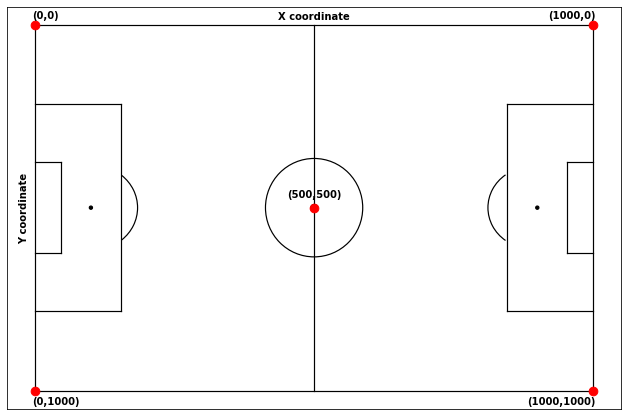 (0,0)
X coordinate
(1000,0)
Y coordinate
(500,500)
(0,1000)
(1000,1000)